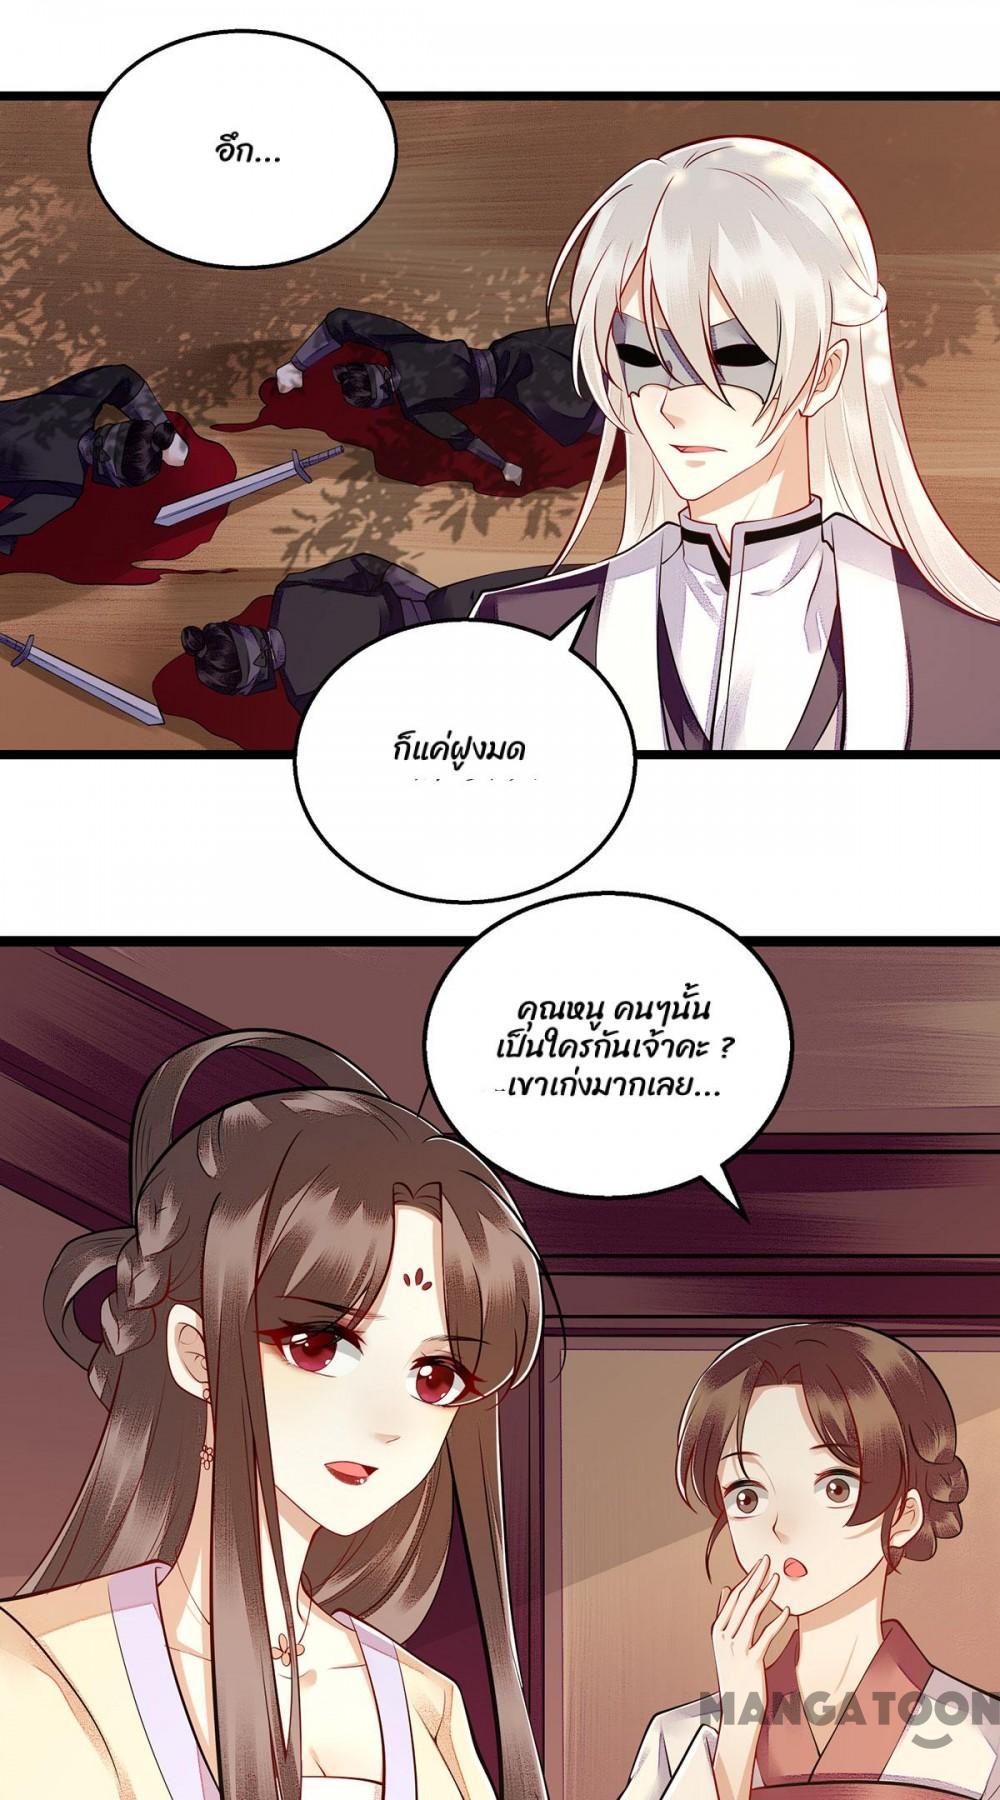 อึก...
ก็แค่ฝูงมด
คุณหนู คนๆนั้น
เป็นใครกันเจ้าคะ ?
เขาเก่งมากเลย...
MANGATOON